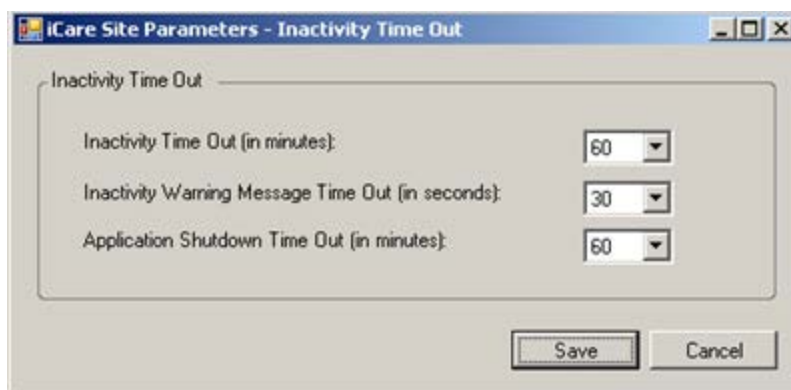 iCare Site Parameters - Inactivity Time Out
Inactivity Time Out
Inactivity Time Out (in minutes): 60
Inactivity Warning Message Time Out (in seconds): 30
Application Shutdown Time Out (in minutes): 60
Save Cancel